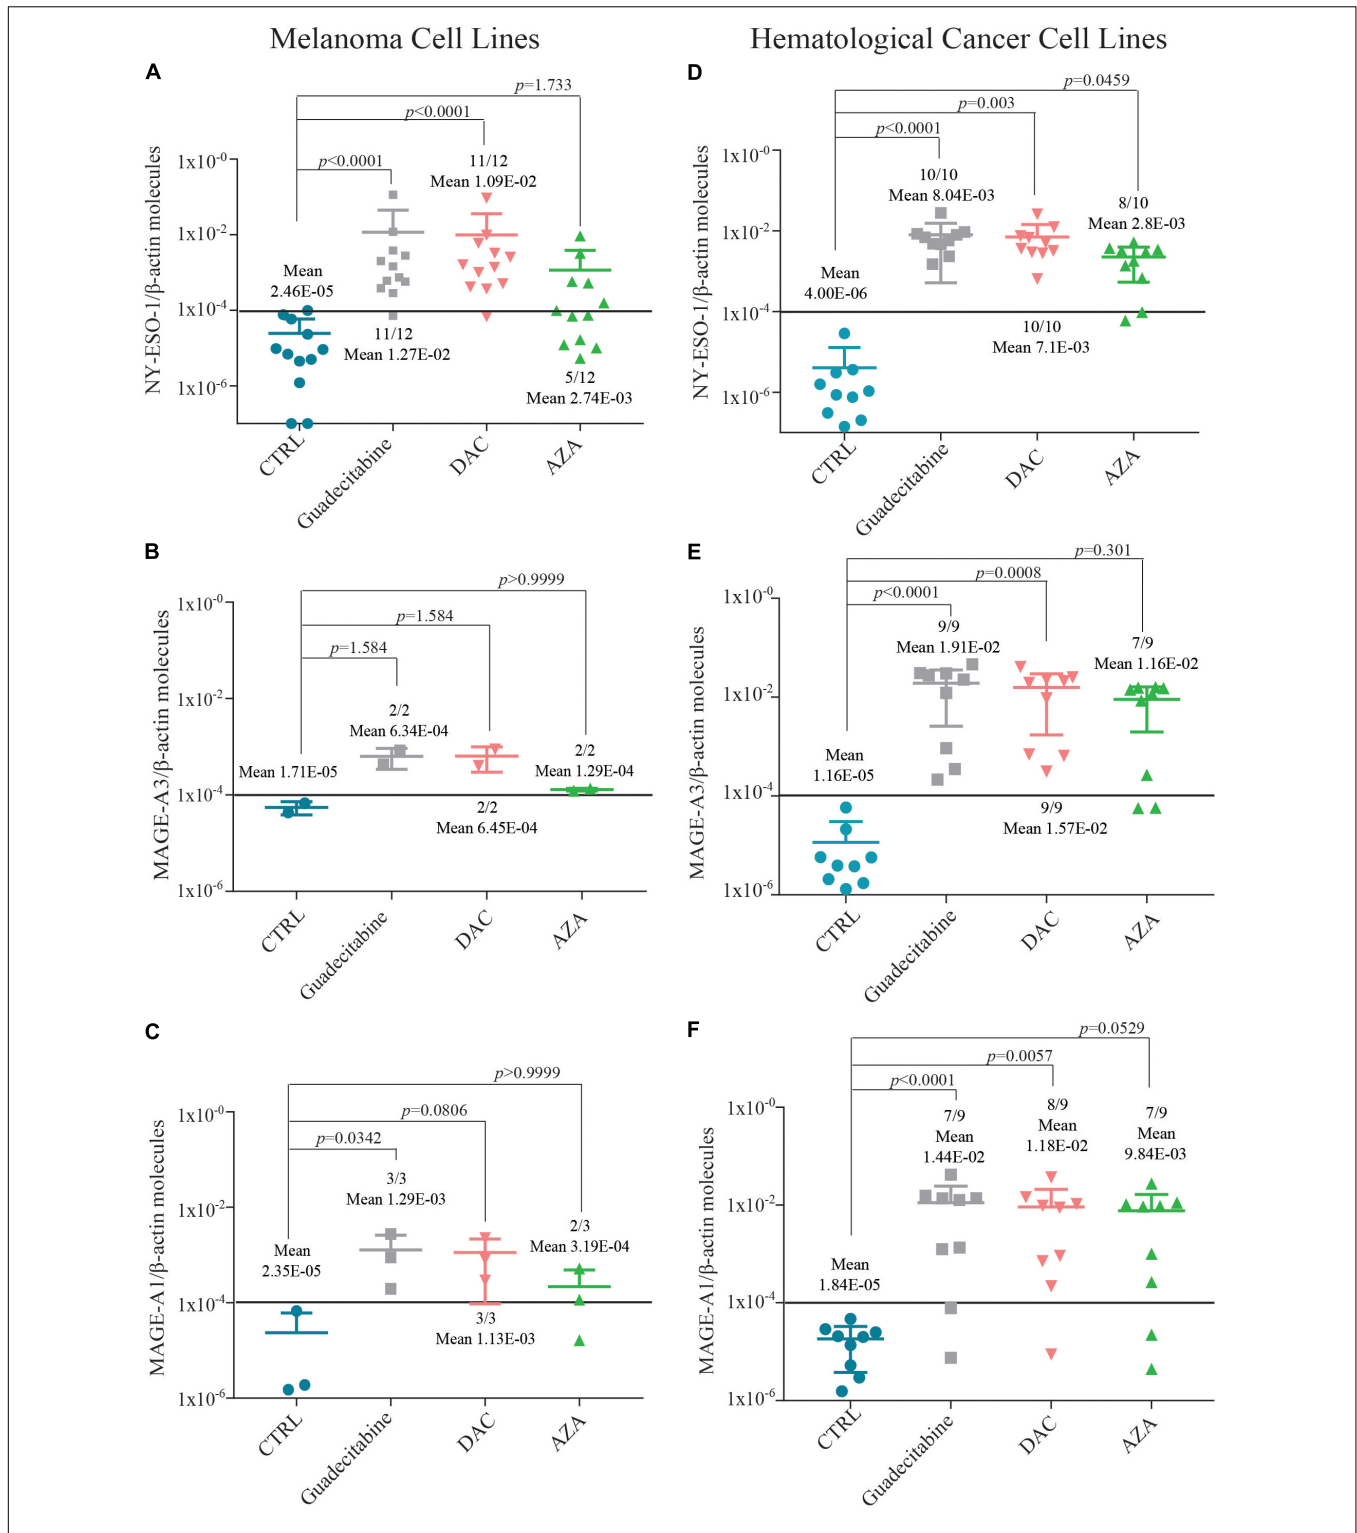 Melanoma Cell Lines
Hematological Cancer Cell Lines
A
p=1.733
p<0.0001
p<0.0001
11/12
Mean 1.09E-02
Mean
2.46E-05
11/12
Mean 1.27E-02
5/12
Mean 2.74E-03
NY-ESO-1/β-actin molecules
1x10-0
1x10-2
1x10-4
1x10-6
CTRL
Guadecitabine
DAC
AZA
D
p=0.0459
p=0.003
p<0.0001
10/10
Mean 8.04E-03
8/10
Mean 2.8E-03
Mean
4.00E-06
10/10
Mean 7.1E-03
NY-ESO-1/β-actin molecules
1x10-0
1x10-2
1x10-4
1x10-6
CTRL
Guadecitabine
DAC
AZA
B
p>0.9999
p=1.584
p=1.584
2/2
Mean 6.34E-04
2/2
Mean 1.29E-04
Mean 1.71E-05
2/2
Mean 6.45E-04
MAGE-A3/β-actin molecules
1x10-0
1x10-2
1x10-4
1x10-6
CTRL
Guadecitabine
DAC
AZA
E
p=0.301
p=0.0008
p<0.0001
9/9
Mean 1.91E-02
7/9
Mean 1.16E-02
Mean
1.16E-05
9/9
Mean 1.57E-02
MAGE-A3/β-actin molecules
1x10-0
1x10-2
1x10-4
1x10-6
CTRL
Guadecitabine
DAC
AZA
C
p>0.9999
p=0.0806
p=0.0342
3/3
Mean 1.29E-03
2/3
Mean 3.19E-04
Mean
2.35E-05
3/3
Mean 1.13E-03
MAGE-A1/β-actin molecules
1x10-0
1x10-2
1x10-4
1x10-6
CTRL
Guadecitabine
DAC
AZA
F
p=0.0529
p=0.0057
p<0.0001
7/9
Mean
1.44E-02
8/9
Mean
1.18E-02
7/9
Mean
9.84E-03
Mean
1.84E-05
MAGE-A1/β-actin molecules
1x10-0
1x10-2
1x10-4
1x10-6
CTRL
Guadecitabine
DAC
AZA